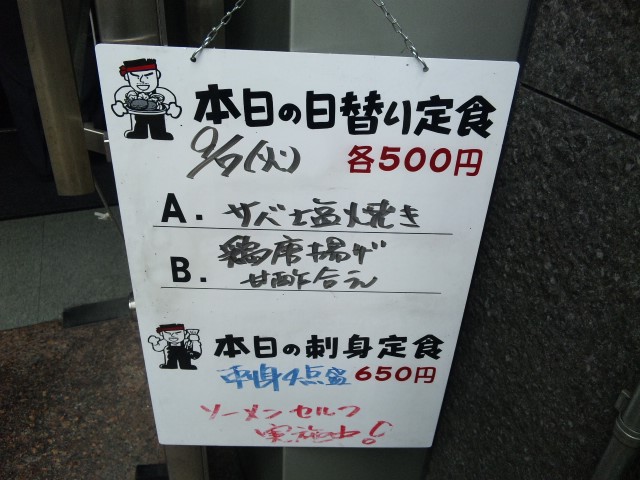 本日の日替り定食
9/7(火)
各500円
A. サバ塩焼き
B. 鶏唐揚げ
甘酢合え
本日の刺身定食
刺身4点盛 650円
ソーメンセルフ
実施中!